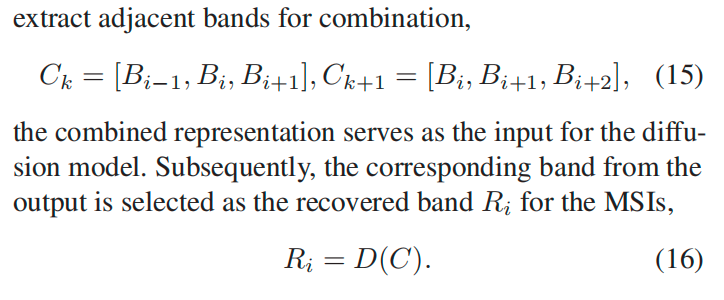 extract adjacent bands for combination,
C_k = [B_{i−1}, B_i, B_{i+1}], C_{k+1} = [B_i, B_{i+1}, B_{i+2}], (15)
the combined representation serves as the input for the diffu-
sion model. Subsequently, the corresponding band from the
output is selected as the recovered band R_i for the MSIs,
R_i = D(C). (16)